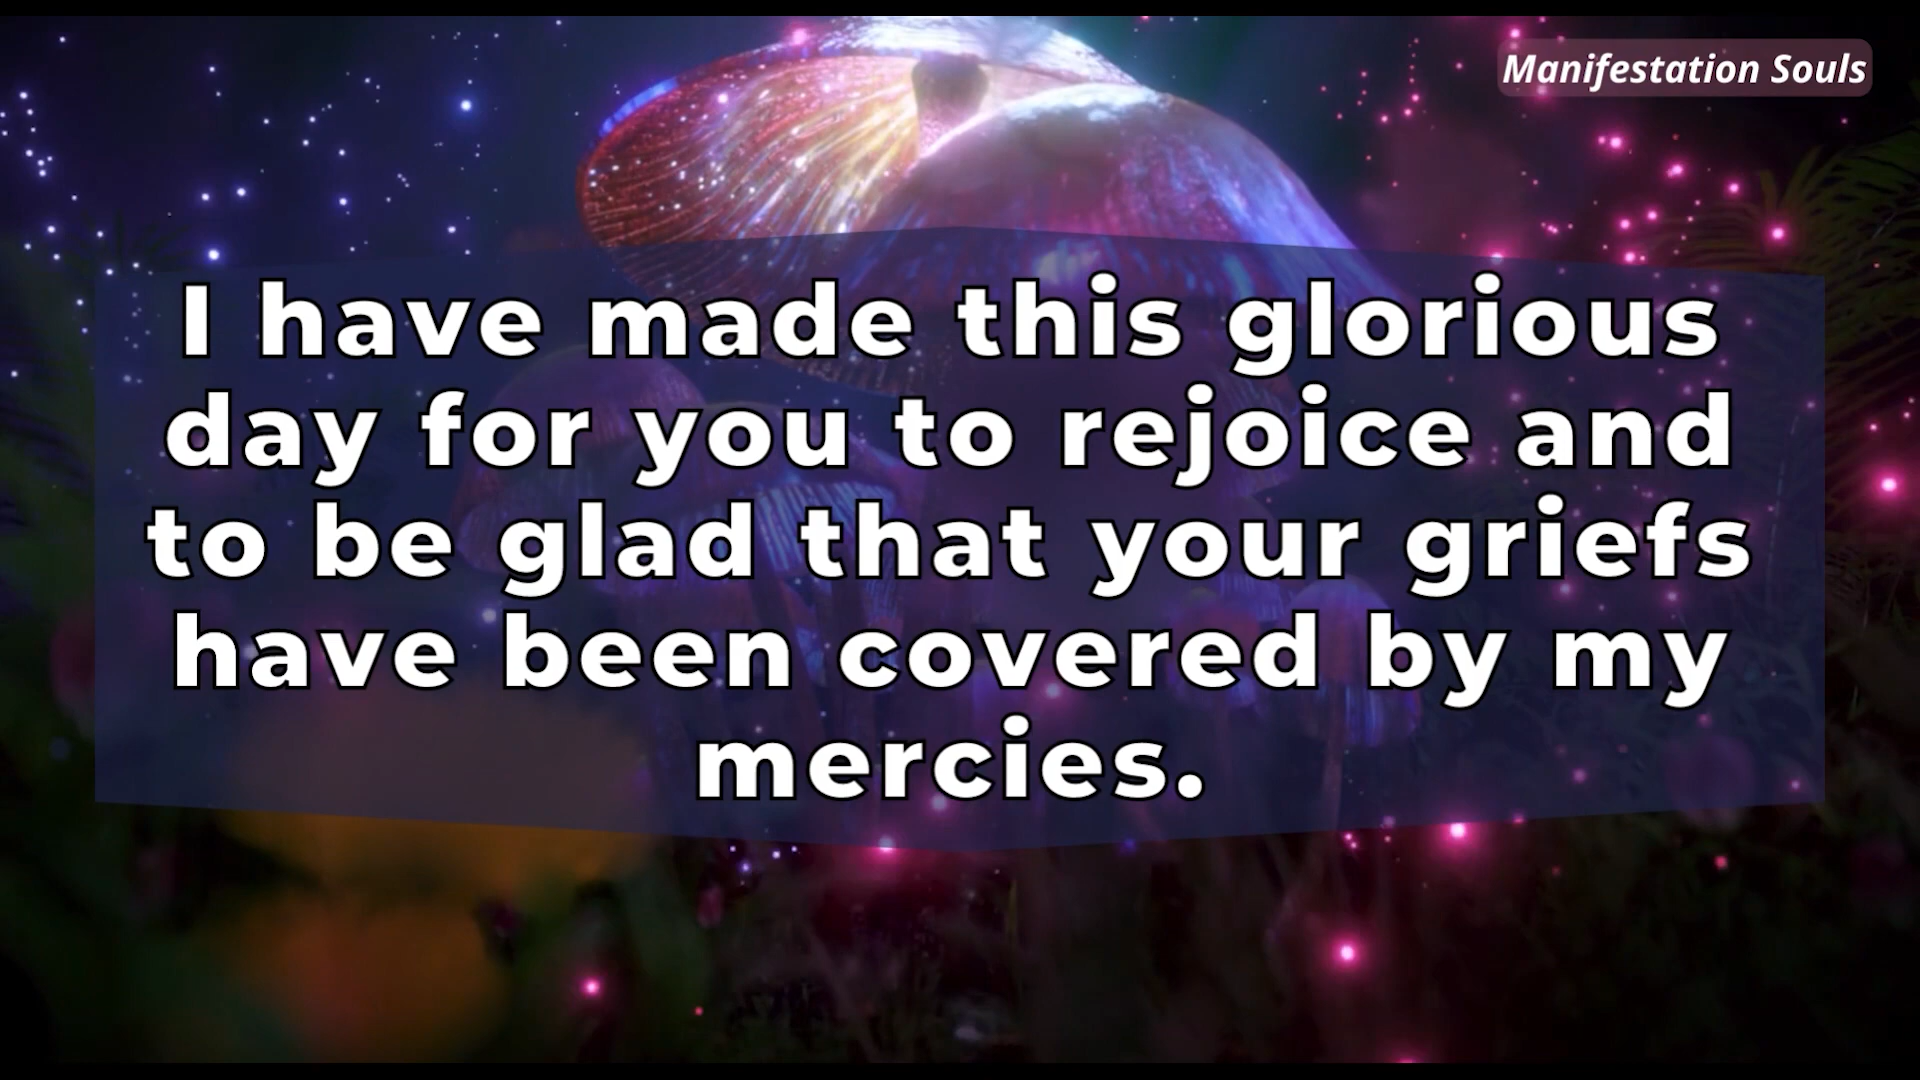 Manifestation Souls
I have made this glorious
day for you to rejoice and
to be glad that your griefs
have been covered by my
mercies.